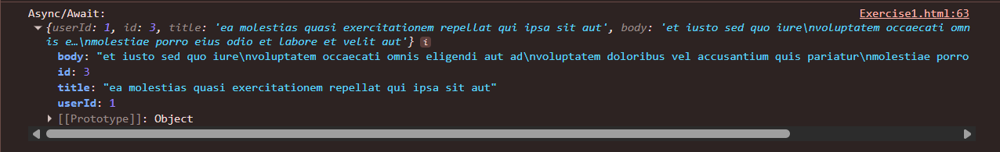 Async/Await: Exercise1.html:63
{userId: 1, id: 3, title: 'ea molestias quasi exercitationem repellat qui ipsa sit aut', body: 'et iusto sed quo iure\nvoluptatem occaecati omn
is e…\nmolestiae porro eius odio et labore et velit aut'} i
body: "et iusto sed quo iure\nvoluptatem occaecati omnis eligendi aut ad\nvoluptatem doloribus vel accusantium quis pariatur\nmolestiae porro
id: 3
title: "ea molestias quasi exercitationem repellat qui ipsa sit aut"
userId: 1
[[Prototype]]: Object